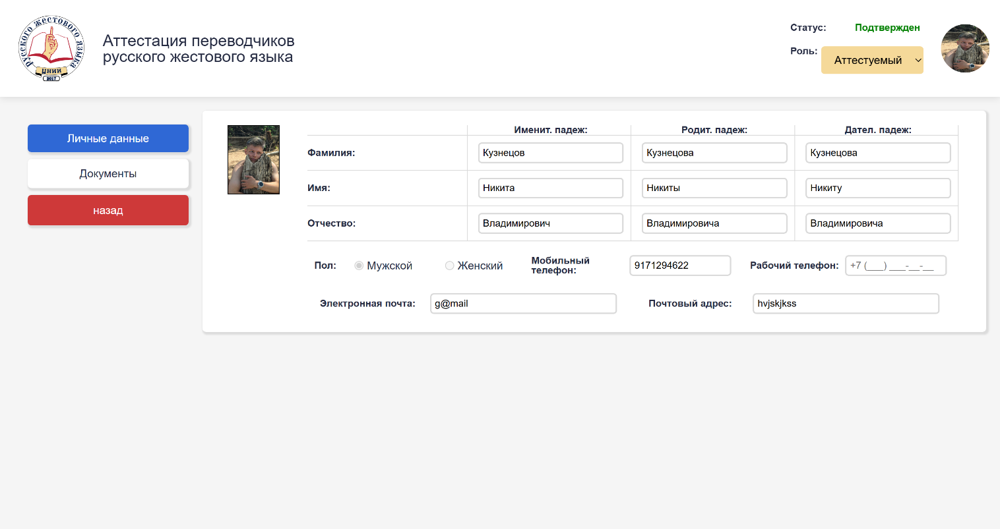 русского жестового языка
ЦНИИ
2017
Аттестация переводчиков
русского жестового языка
Статус: Подтвержден
Роль: Аттестуемый
Личные данные
Документы
назад
Именит. падеж: Родит. падеж: Дател. падеж:
Фамилия: Кузнецов Кузнецова Кузнецова
Имя: Никита Никиты Никиту
Отчество: Владимирович Владимировича Владимировича
Пол: Мужской Женский Мобильный телефон: 9171294622 Рабочий телефон: +7 (___) ___-__-__
Электронная почта: g@mail Почтовый адрес: hvjskjkss